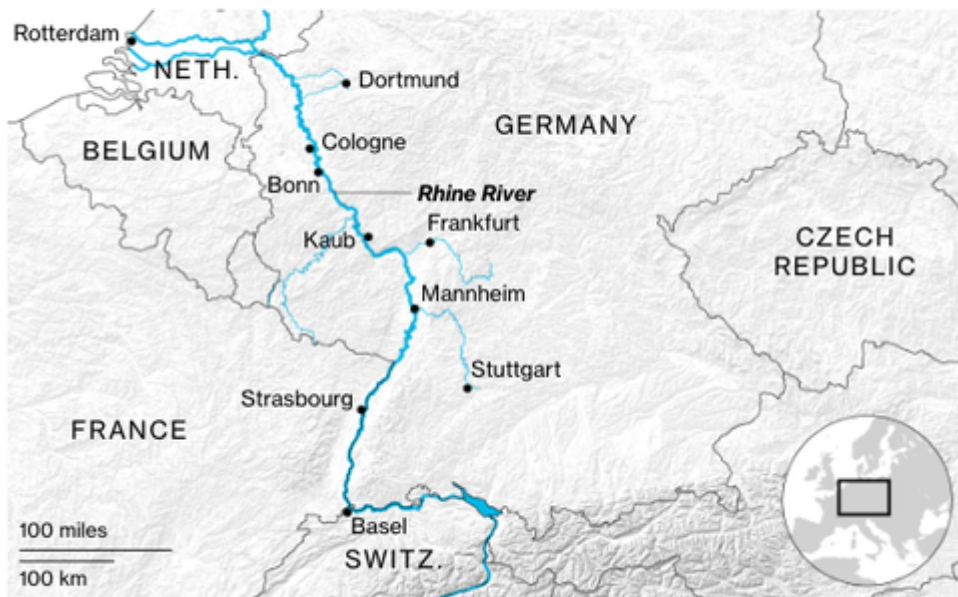 Rotterdam
NETH.
Dortmund
GERMANY
Cologne
BELGIUM
Bonn
Rhine River
Frankfurt
Kaub
CZECH
REPUBLIC
Mannheim
Stuttgart
Strasbourg
FRANCE
Basel
100 miles
SWITZ.
100 km